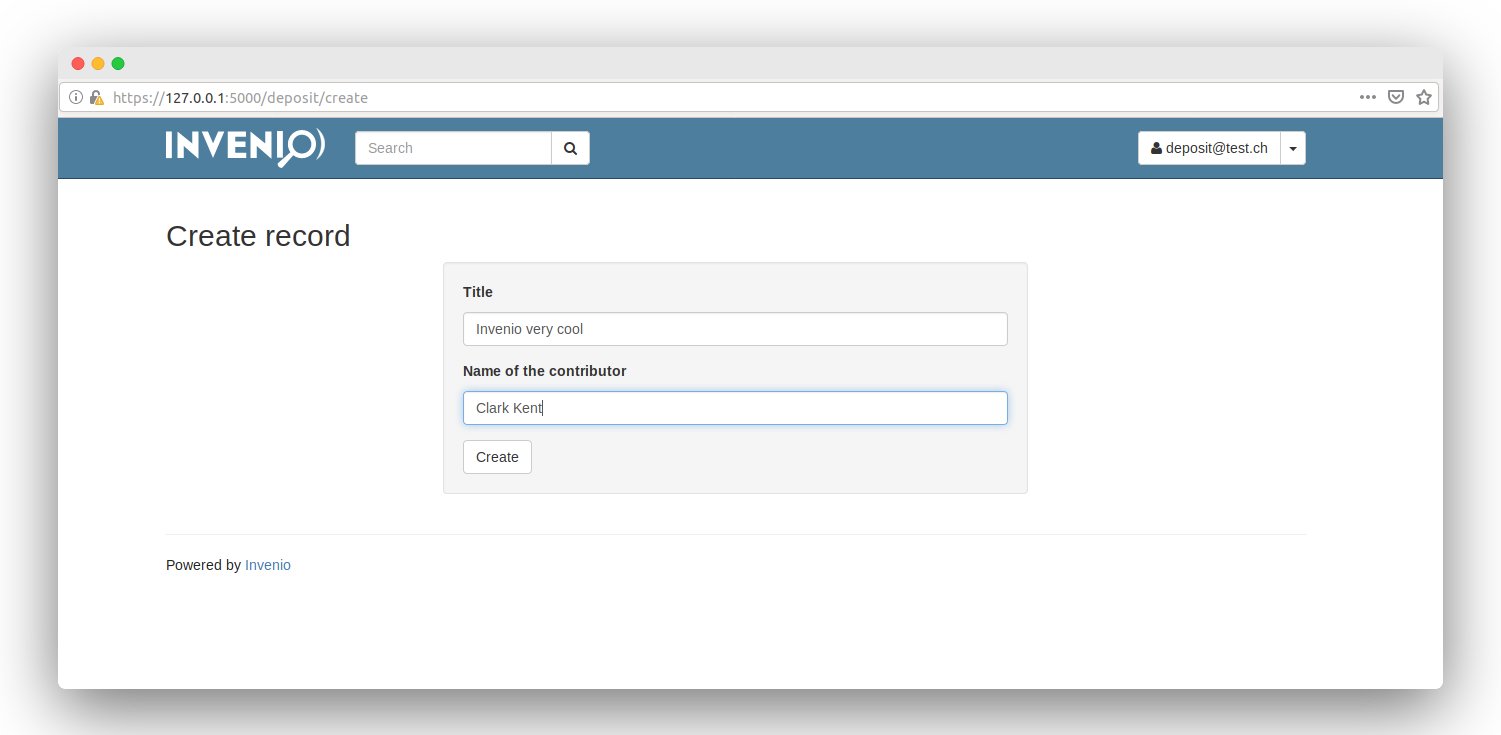 https://127.0.0.1:5000/deposit/create
INVENIO
Search
deposit@test.ch
Create record
Title
Invenio very cool
Name of the contributor
Clark Kent
Create
Powered by Invenio